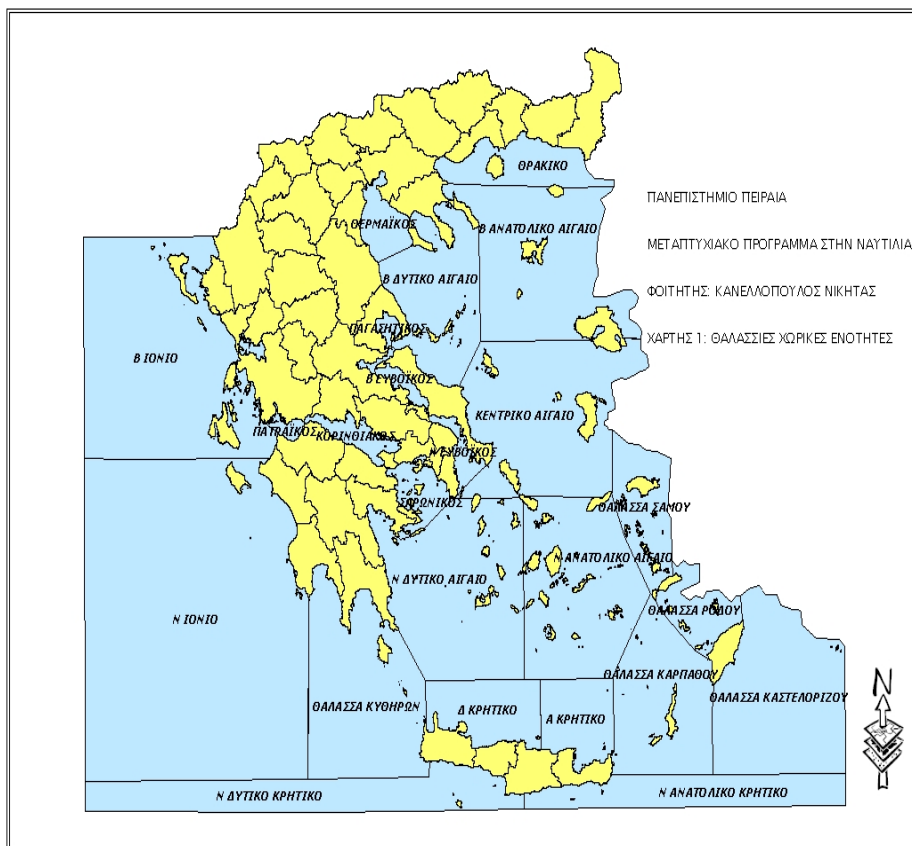 ΘΡΑΚΙΚΟ
ΠΑΝΕΠΙΣΤΗΜΙΟ ΠΕΙΡΑΙΑ
ΘΕΡΜΑΪΚΟΣ
Β ΑΝΑΤΟΛΙΚΟ ΑΙΓΑΙΟ
ΜΕΤΑΠΤΥΧΙΑΚΟ ΠΡΟΓΡΑΜΜΑ ΣΤΗΝ ΝΑΥΤΙΛΙΑ
Β ΔΥΤΙΚΟ ΑΙΓΑΙΟ
ΦΟΙΤΗΤΗΣ: ΚΑΝΕΛΛΟΠΟΥΛΟΣ ΝΙΚΗΤΑΣ
ΠΑΓΑΣΗΤΙΚΟΣ
ΧΑΡΤΗΣ 1: ΘΑΛΑΣΣΙΕΣ ΧΩΡΙΚΕΣ ΕΝΟΤΗΤΕΣ
Β ΙΟΝΙΟ
Β ΕΥΒΟΪΚΟΣ
ΚΕΝΤΡΙΚΟ ΑΙΓΑΙΟ
ΠΑΤΡΑΪΚΟΣ
ΚΟΡΙΝΘΙΑΚΟΣ
Ν ΕΥΒΟΪΚΟΣ
ΣΑΡΩΝΙΚΟΣ
ΘΑΛΑΣΣΑ ΣΑΜΟΥ
Ν ΔΥΤΙΚΟ ΑΙΓΑΙΟ
Ν ΑΝΑΤΟΛΙΚΟ ΑΙΓΑΙΟ
Ν ΙΟΝΙΟ
ΘΑΛΑΣΣΑ ΡΟΔΟΥ
ΘΑΛΑΣΣΑ ΚΑΡΠΑΘΟΥ
ΘΑΛΑΣΣΑ ΚΥΘΗΡΩΝ
Δ ΚΡΗΤΙΚΟ
Α ΚΡΗΤΙΚΟ
ΘΑΛΑΣΣΑ ΚΑΣΤΕΛΟΡΙΖΟΥ
N
Ν ΔΥΤΙΚΟ ΚΡΗΤΙΚΟ
Ν ΑΝΑΤΟΛΙΚΟ ΚΡΗΤΙΚΟ